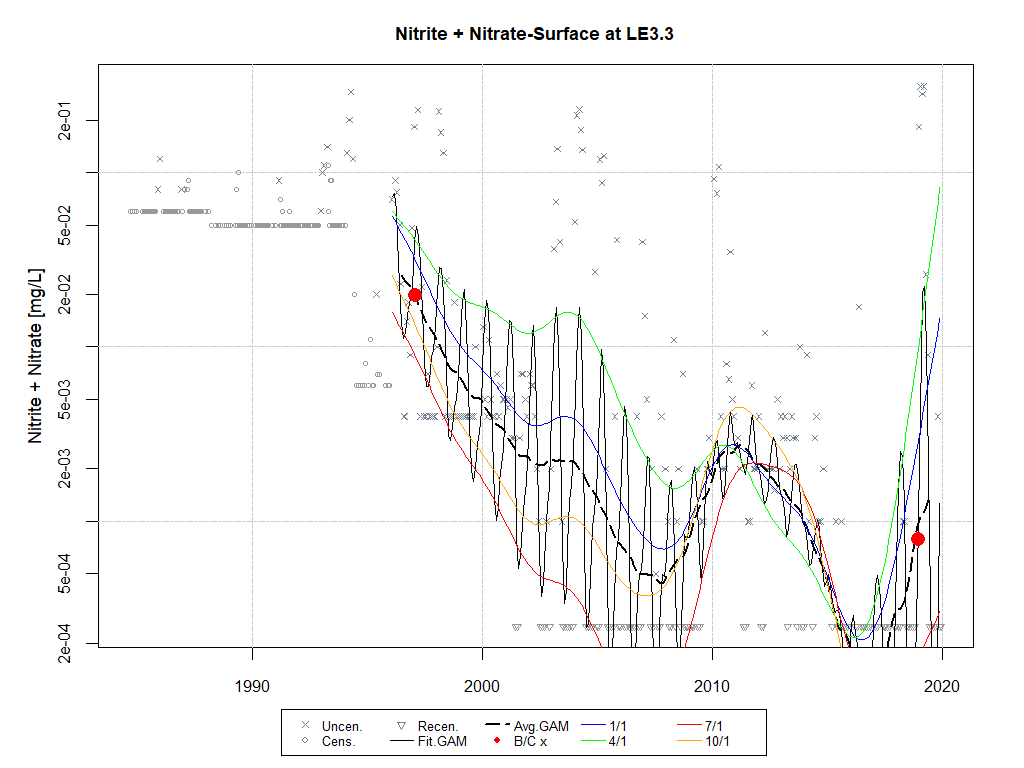 Nitrite + Nitrate-Surface at LE3.3
Nitrite + Nitrate [mg/L]
2e-01
5e-02
2e-02
5e-03
2e-03
5e-04
2e-04
1990 2000 2010 2020
Uncen. Recen. Avg.GAM 1/1 7/1
Cens. Fit.GAM B/C x 4/1 10/1